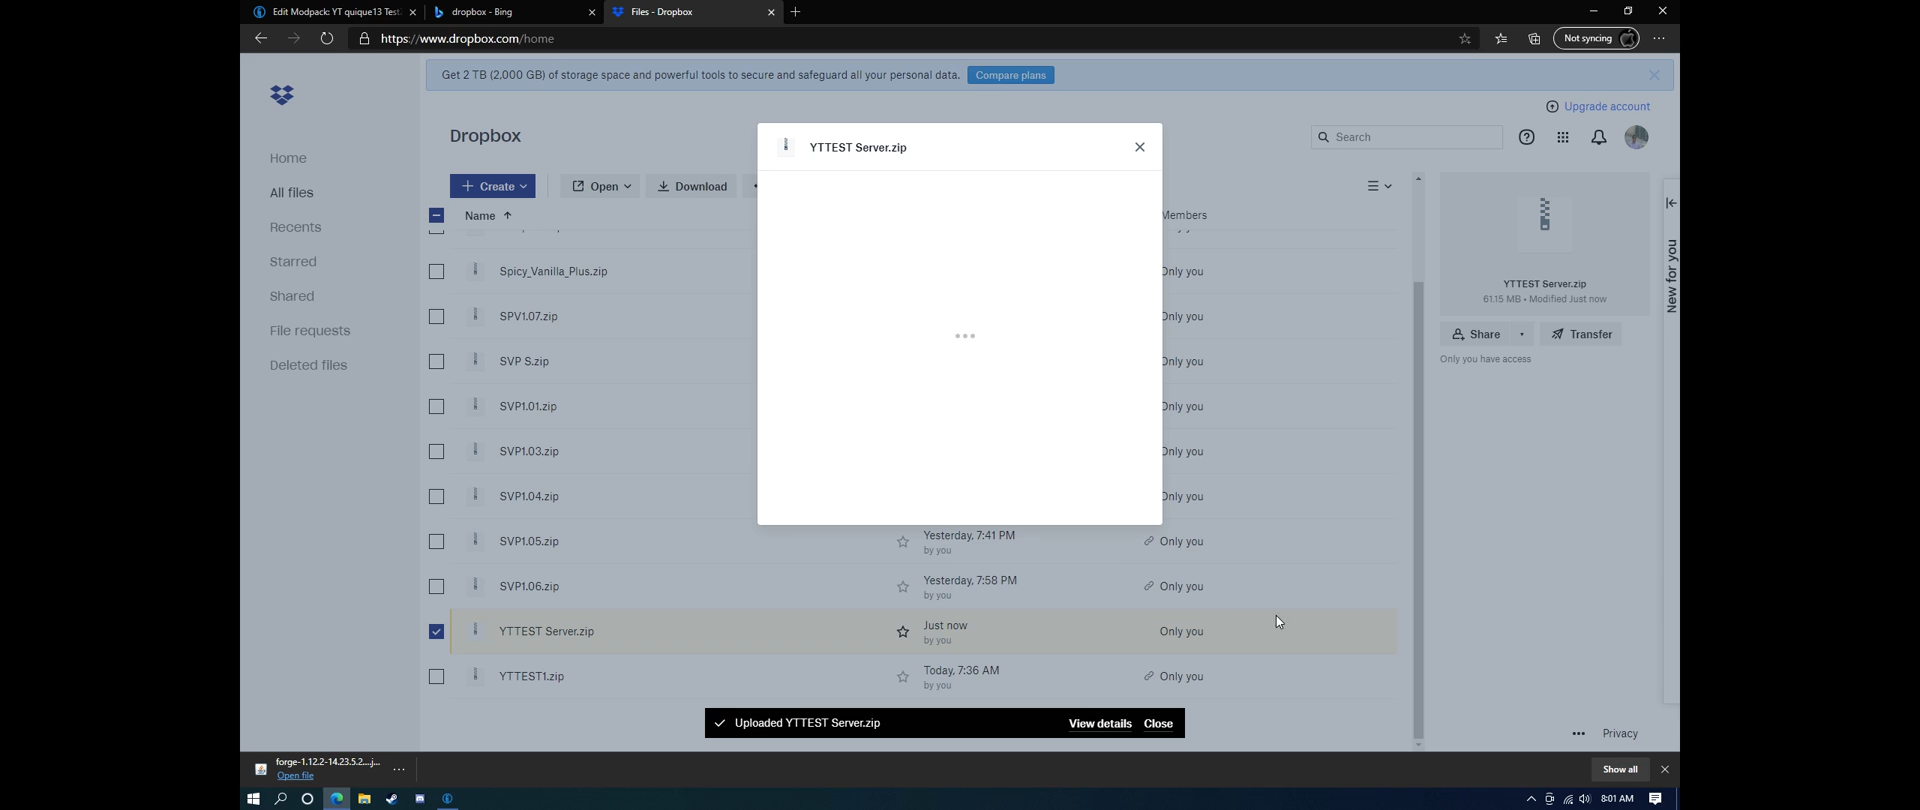 Edit Modpack: YT quique13 Test
dropbox - Bing
Files - Dropbox
https://www.dropbox.com/home
Not syncing
Get 2 TB (2,000 GB) of storage space and powerful tools to secure and safeguard all your personal data.
Compare plans
Upgrade account
Dropbox
YTTEST Server.zip
Search
Home
All files
Recents
Starred
Shared
File requests
Deleted files
Create
Open
Download
Name
Members
Spicy_Vanilla_Plus.zip
Only you
SPV1.07.zip
Only you
SVP S.zip
Only you
SVP1.01.zip
Only you
SVP1.03.zip
Only you
SVP1.04.zip
Only you
SVP1.05.zip
Yesterday, 7:41 PM
by you
Only you
SVP1.06.zip
Yesterday, 7:58 PM
by you
Only you
YTTEST Server.zip
Just now
by you
Only you
YTTEST1.zip
Today, 7:36 AM
by you
Only you
YTTEST Server.zip
61.15 MB • Modified Just now
Share
Transfer
Only you have access
New for you
Uploaded YTTEST Server.zip
View details
Close
Privacy
forge-1.12.2-14.23.5.2....j...
Open file
Show all
8:01 AM